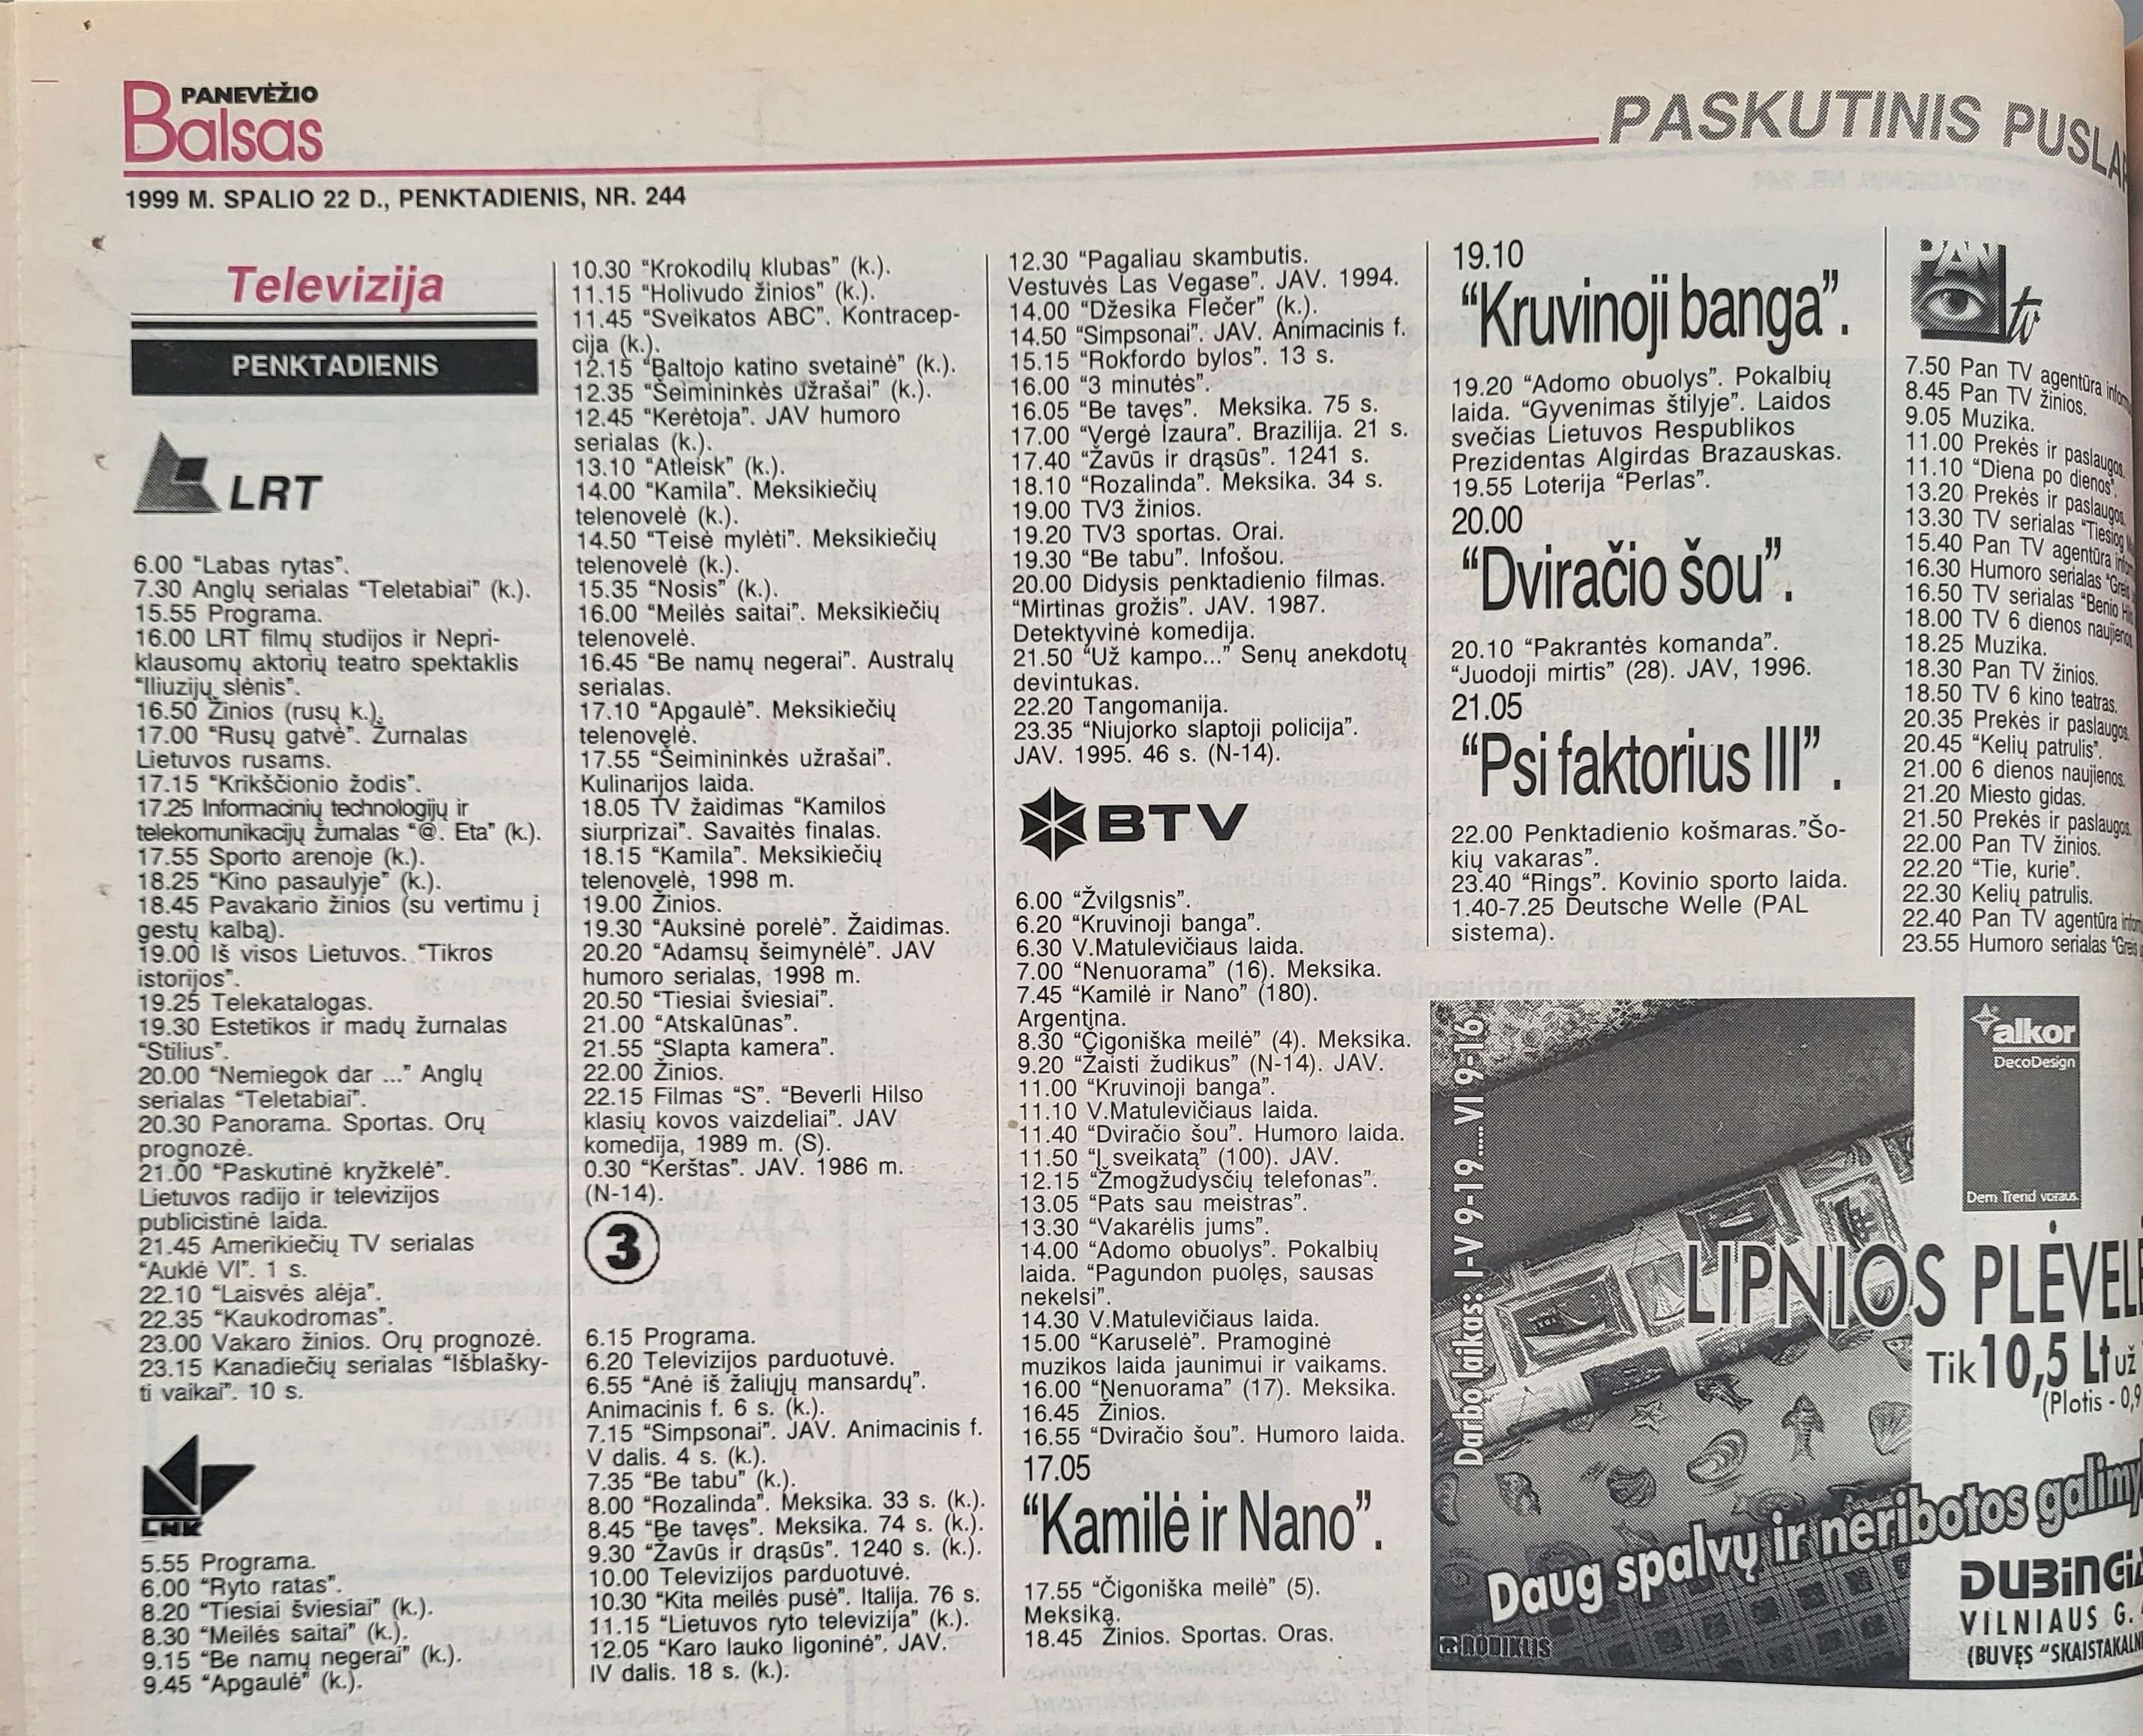 PANEVĖŽIO
Balsas
PASKUTINIS
1999 M. SPALIO 22 D., PENKTADIENIS, NR. 244
Televizija
PENKTADIENIS
LRT
6.00 “Labas rytas”.
7.30 Anglų serialas “Teletabiai” (k.).
15.55 Programa.
16.00 LRT filmų studijos ir Nepri-
klausomų aktorių teatro spektaklis
“Iliuzijų slėnis”.
16.50 Žinios (rusų k.).
17.00 “Rusų gatvė”. Žurnalas
Lietuvos rusams.
17.15 “Krikščionio žodis”.
17.25 Informacinių technologijų ir
telekomunikacijų žurnalas “@. Eta” (k.).
17.55 Sporto arenoje (k.).
18.25 “Kino pasaulyje” (k.).
18.45 Pavakario žinios (su vertimu į
gestų kalbą).
19.00 Iš visos Lietuvos. “Tikros
istorijos”.
19.25 Telekatalogas.
19.30 Estetikos ir madų žurnalas
“Stilius”.
20.00 “Nemiegok dar ...” Anglų
serialas “Teletabiai”.
20.30 Panorama. Sportas. Orų
prognozė.
21.00 “Paskutinė kryžkelė”.
Lietuvos radijo ir televizijos
publicistinė laida.
21.45 Amerikiečių TV serialas
“Auklė VI”. 1 s.
22.10 “Laisvės alėja”.
22.35 “Kaukodromas”.
23.00 Vakaro žinios. Orų prognozė.
23.15 Kanadiečių serialas “Išblašky-
ti vaikai”. 10 s.
LNK
5.55 Programa.
6.00 “Ryto ratas”.
8.20 “Tiesiai šviesiai” (k.).
8.30 “Meilės saitai” (k.).
9.15 “Be namų negerai” (k.).
9.45 “Apgaulė” (k.).
10.30 “Krokodilų klubas” (k.).
11.15 “Holivudo žinios” (k.).
11.45 “Sveikatos ABC”. Kontracep-
cija (k.).
12.15 “Baltojo katino svetainė” (k.).
12.35 “Šeimininkės užrašai” (k.).
12.45 “Kerėtoja”. JAV humoro
serialas (k.).
13.10 “Atleisk” (k.).
14.00 “Kamila”. Meksikiečių
telenovelė (k.).
14.50 “Teisė mylėti”. Meksikiečių
telenovelė (k.).
15.35 “Nosis” (k.).
16.00 “Meilės saitai”. Meksikiečių
telenovelė.
16.45 “Be namų negerai”. Australų
serialas.
17.10 “Apgaulė”. Meksikiečių
telenovelė.
17.55 “Šeimininkės užrašai”.
Kulinarijos laida.
18.05 TV žaidimas “Kamilos
siurprizai”. Savaitės finalas.
18.15 “Kamila”. Meksikiečių
telenovelė, 1998 m.
19.00 Žinios.
19.30 “Auksinė porelė”. Žaidimas.
20.20 “Adamsų šeimynėlė”. JAV
humoro serialas, 1998 m.
20.50 “Tiesiai šviesiai”.
21.00 “Atskalūnas”.
21.55 “Slapta kamera”.
22.00 Žinios.
22.15 Filmas “S”. “Beverli Hilso
klasių kovos vaizdeliai”. JAV
komedija, 1989 m. (S).
0.30 “Kerštas”. JAV. 1986 m.
(N-14).
3
6.15 Programa.
6.20 Televizijos parduotuvė.
6.55 “Anė iš žaliųjų mansardų”.
Animacinis f. 6 s. (k.).
7.15 “Simpsonai”. JAV. Animacinis f.
V dalis. 4 s. (k.).
7.35 “Be tabu” (k.).
8.00 “Rozalinda”. Meksika. 33 s. (k.).
8.45 “Be tavęs”. Meksika. 74 s. (k.).
9.30 “Žavūs ir drąsūs”. 1240 s. (k.).
10.00 Televizijos parduotuvė.
10.30 “Kita meilės pusė”. Italija. 76 s.
11.15 “Lietuvos ryto televizija” (k.).
12.05 “Karo lauko ligoninė”. JAV.
IV dalis. 18 s. (k.).
12.30 “Pagaliau skambutis.
Vestuvės Las Vegase”. JAV. 1994.
14.00 “Džesika Flečer” (k.).
14.50 “Simpsonai”. JAV. Animacinis f.
15.15 “Rokfordo bylos”. 13 s.
16.00 “3 minutės”.
16.05 “Be tavęs”. Meksika. 75 s.
17.00 “Vergė Izaura”. Brazilija. 21 s.
17.40 “Žavūs ir drąsūs”. 1241 s.
18.10 “Rozalinda”. Meksika. 34 s.
19.00 TV3 žinios.
19.20 TV3 sportas. Orai.
19.30 “Be tabu”. Infošou.
20.00 Didysis penktadienio filmas.
“Mirtinas grožis”. JAV. 1987.
Detektyvinė komedija.
21.50 “Už kampo...” Senų anekdotų
devintukas.
22.20 Tangomanija.
23.35 “Niujorko slaptoji policija”.
JAV. 1995. 46 s. (N-14).
BTV
6.00 “Žvilgsnis”.
6.20 “Kruvinoji banga”.
6.30 V.Matulevičiaus laida.
7.00 “Nenuorama” (16). Meksika.
7.45 “Kamilė ir Nano” (180).
Argentina.
8.30 “Čigoniška meilė” (4). Meksika.
9.20 “Žaisti žudikus” (N-14). JAV.
11.00 “Kruvinoji banga”.
11.10 V.Matulevičiaus laida.
11.40 “Dviračio šou”. Humoro laida.
11.50 “Į sveikatą” (100). JAV.
12.15 “Žmogžudysčių telefonas”.
13.05 “Pats sau meistras”.
13.30 “Vakarėlis jums”.
14.00 “Adomo obuolys”. Pokalbių
laida. “Pagundon puolęs, sausas
nekelsi”.
14.30 V.Matulevičiaus laida.
15.00 “Karuselė”. Pramoginė
muzikos laida jaunimui ir vaikams.
16.00 “Nenuorama” (17). Meksika.
16.45 Žinios.
16.55 “Dviračio šou”. Humoro laida.
17.05
“Kamilė ir Nano”.
17.55 “Čigoniška meilė” (5).
Meksika.
18.45 Žinios. Sportas. Oras.
19.10
“Kruvinoji banga”.
19.20 “Adomo obuolys”. Pokalbių
laida. “Gyvenimas štilyje”. Laidos
svečias Lietuvos Respublikos
Prezidentas Algirdas Brazauskas.
19.55 Loterija “Perlas”.
20.00
“Dviračio šou”.
20.10 “Pakrantės komanda”.
“Juodoji mirtis” (28). JAV, 1996.
21.05
“Psi faktorius III”.
22.00 Penktadienio košmaras.”Šo-
kių vakaras”.
23.40 “Rings”. Kovinio sporto laida.
1.40-7.25 Deutsche Welle (PAL
sistema).
PAN tv
7.50 Pan TV agentūra
8.45 Pan TV žinios.
9.05 Muzika.
11.00 Prekės ir paslaugos.
11.10 “Diena po dienos”.
13.20 Prekės ir paslaugos.
13.30 TV serialas “Tiesiog
15.40 Pan TV agentūra
16.30 Humoro serialas
16.50 TV serialas “Benio
18.00 TV 6 dienos naujienos.
18.25 Muzika.
18.30 Pan TV žinios.
18.50 TV 6 kino teatras.
20.35 Prekės ir paslaugos.
20.45 “Kelių patrulis”.
21.00 6 dienos naujienos.
21.20 Miesto gidas.
21.50 Prekės ir paslaugos.
22.00 Pan TV žinios.
22.20 “Tie, kurie”.
22.30 Kelių patrulis.
22.40 Pan TV agentūra
23.55 Humoro serialas
Darbo laikas: I-V 9-19.....VI 9-16
alkor
DecoDesign
Dem Trend voraus.
LIPNIOS
Tik 10,5 Lt už
(Plotis - 0,9
Daug spalvų ir neribotos
RODIKLIS
VILNIAUS G.
(BUVĘS